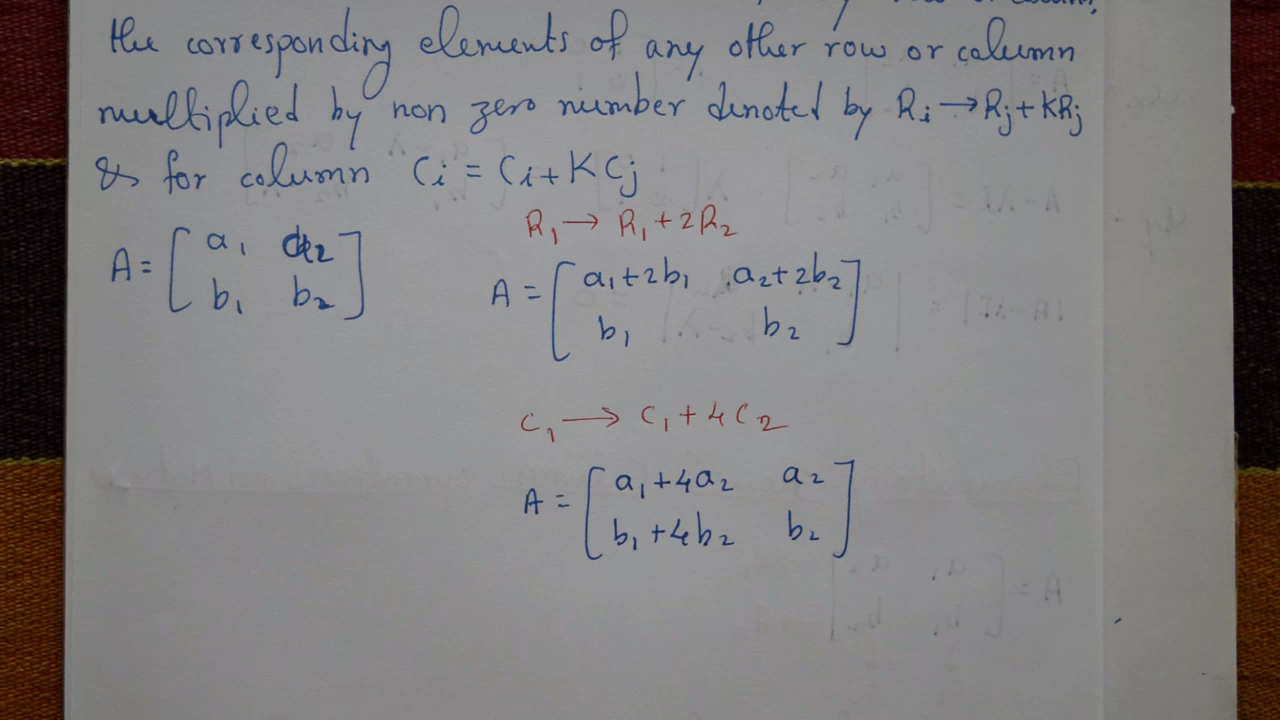 the corresponding elements of any other row or column
multiplied by non zero number denoted by Ri → Rj + KRj
& for column Ci = Ci + KCj
A = [ a1 a2
b1 b2 ]
R1 → R1 + 2R2
A = [ a1+2b1 a2+2b2
b1 b2 ]
C1 → C1 + 4C2
A = [ a1+4a2 a2
b1+4b2 b2 ]